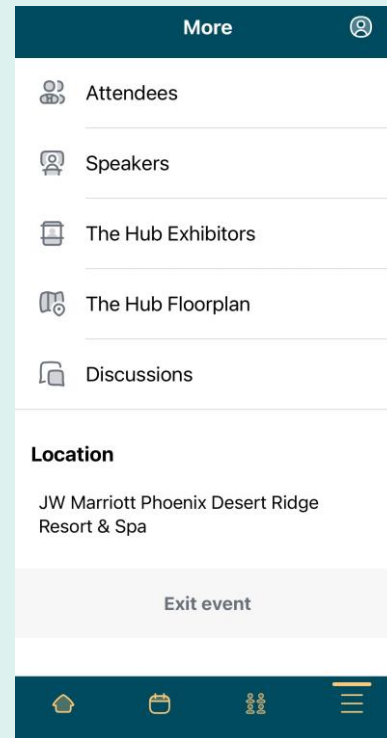 More
Attendees
Speakers
The Hub Exhibitors
The Hub Floorplan
Discussions
Location
JW Marriott Phoenix Desert Ridge
Resort & Spa
Exit event